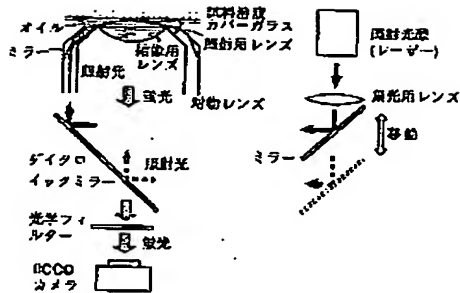 オイル
ミラー
照射光
試料溶液
カバーガラス
照射用レンズ
結像用
レンズ
対物レンズ
蛍光
ダイクロ
イックミラー
照射光
光学フィ
ルター
蛍光
カメラ
照射光源
(レーザー)
集光用レンズ
移動
ミラー